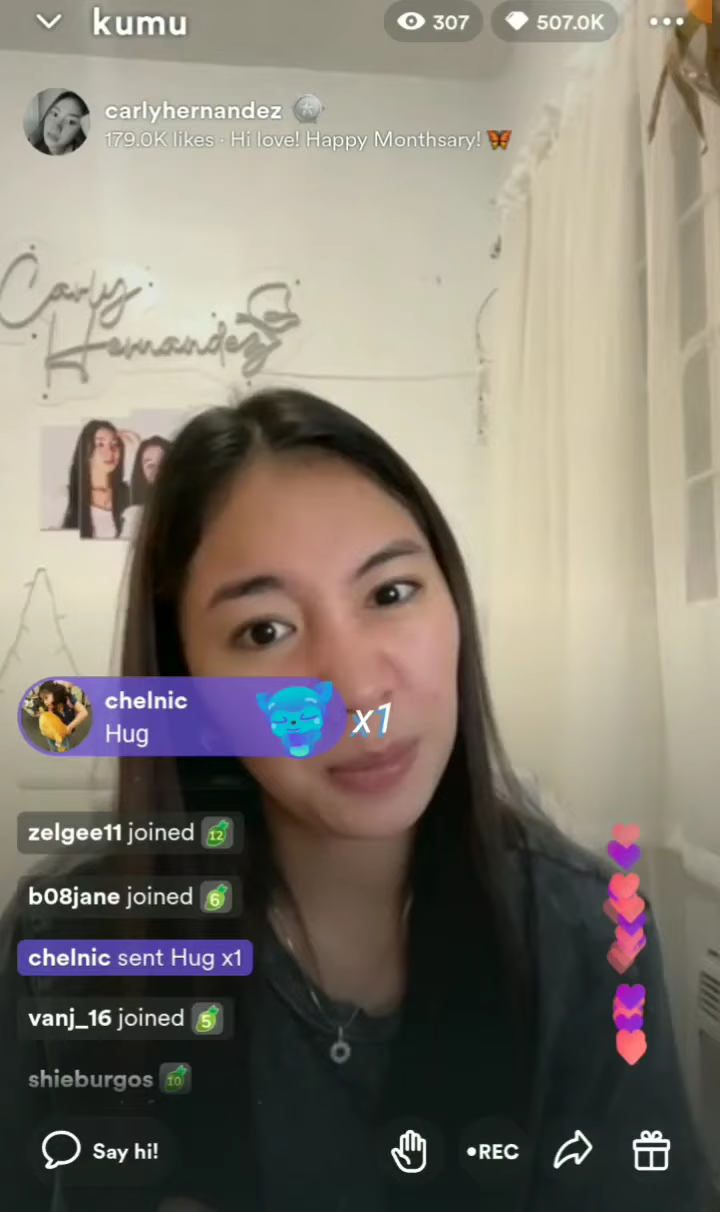 kumu
307
507.0K
carlyhernandez
179.0K likes · Hi love! Happy Monthsary! 🦋
Carly
Hernandez
chelnic
Hug
x1
zelgee11 joined 12
b08jane joined 6
chelnic sent Hug x1
vanj_16 joined 5
shieburgos 10
Say hi!
•REC